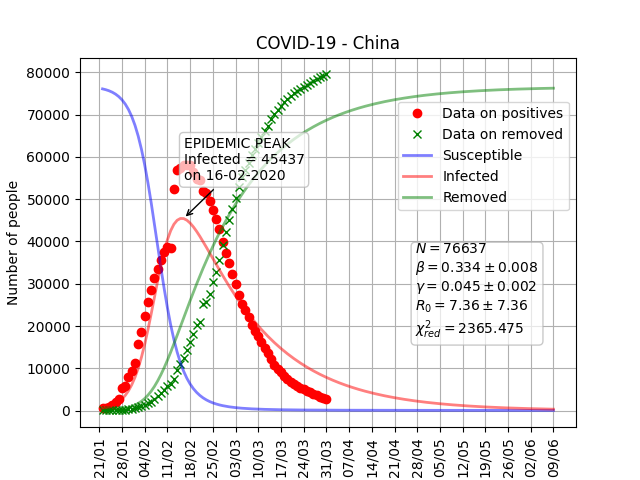 COVID-19 - China
Number of people
80000
70000
60000
50000
40000
30000
20000
10000
0
EPIDEMIC PEAK
Infected = 45437
on 16-02-2020
Data on positives
Data on removed
Susceptible
Infected
Removed
N = 76637
β = 0.334 ± 0.008
γ = 0.045 ± 0.002
R₀ = 7.36 ± 7.36
χ²_red = 2365.475
21/01
28/01
04/02
11/02
18/02
25/02
03/03
10/03
17/03
24/03
31/03
07/04
14/04
21/04
28/04
05/05
12/05
19/05
26/05
02/06
09/06